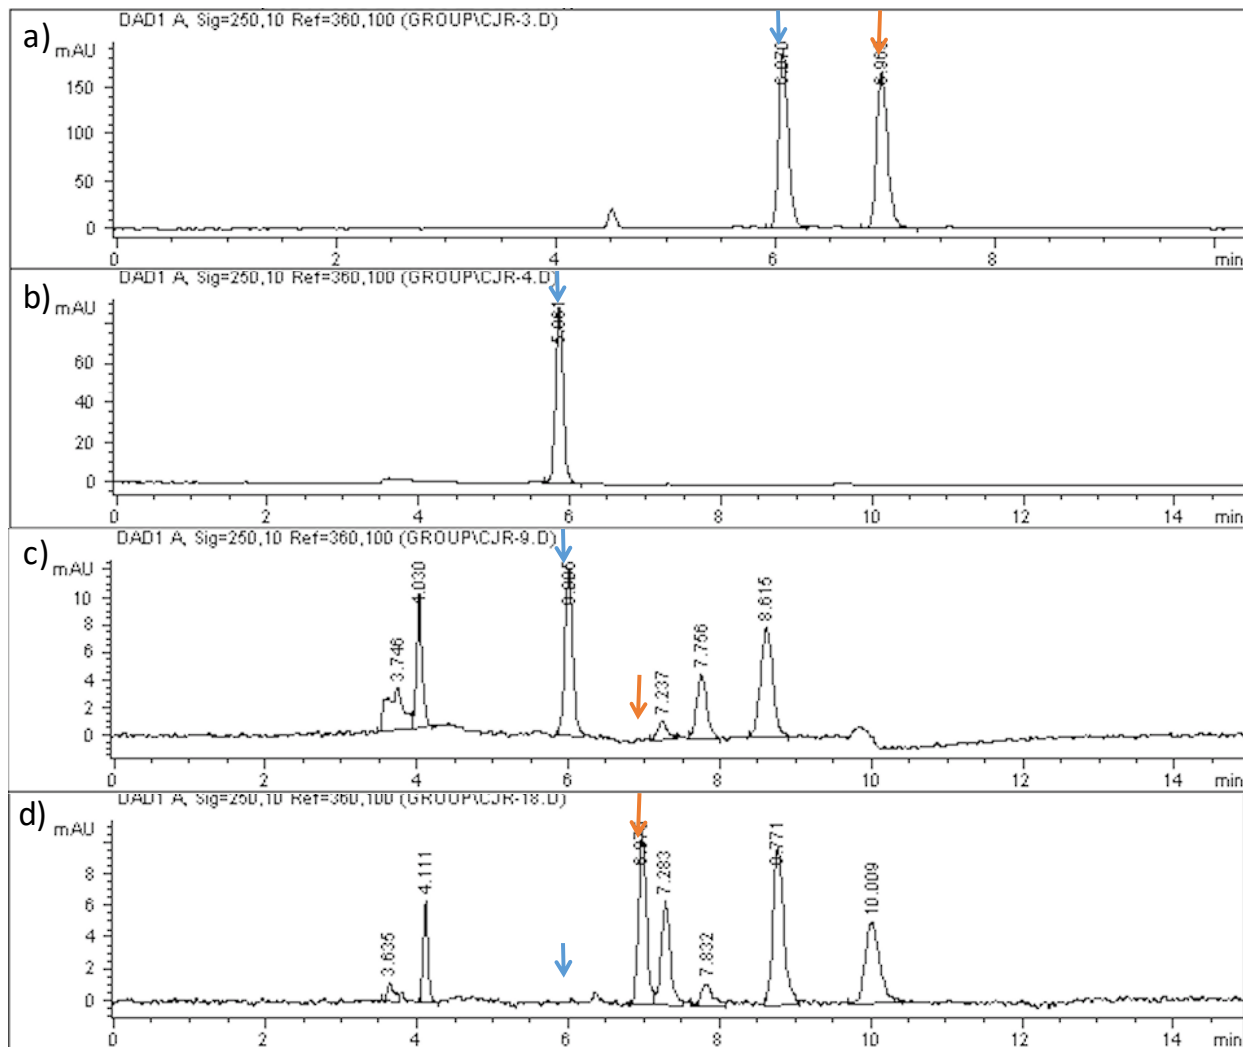 a)
DAD1 A, Sig=250,10 Ref=360,100 (GROUP\CJR-3.D)
mAU
150
100
50
0
6.070
0 2 4 6 8 min
b)
DAD1 A, Sig=250,10 Ref=360,100 (GROUP\CJR-4.D)
mAU
60
40
20
0
0 2 4 6 8 10 12 14 min
c)
DAD1 A, Sig=250,10 Ref=360,100 (GROUP\CJR-9.D)
mAU
10
8
6
4
2
0
3.746
4.030
7.237
7.756
8.615
0 2 4 6 8 10 12 14 min
d)
DAD1 A, Sig=250,10 Ref=360,100 (GROUP\CJR-18.D)
mAU
8
6
4
2
0
3.635
4.111
7.283
7.832
8.771
10.009
0 2 4 6 8 10 12 14 min